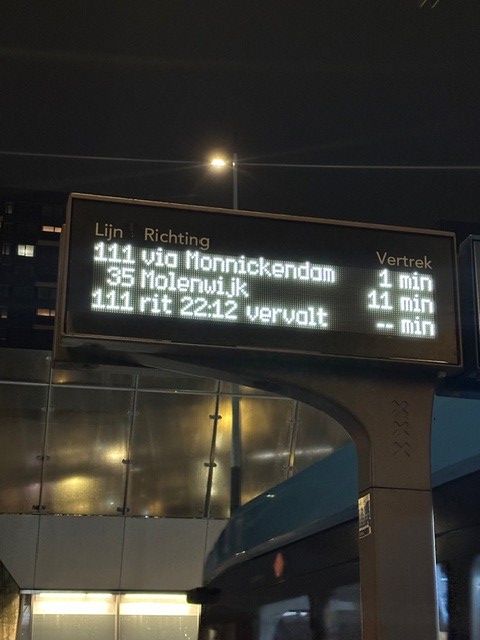 Lijn Richting Vertrek
111 via Monnickendam 1 min
35 Molenwijk 11 min
111 rit 22:12 vervalt -- min